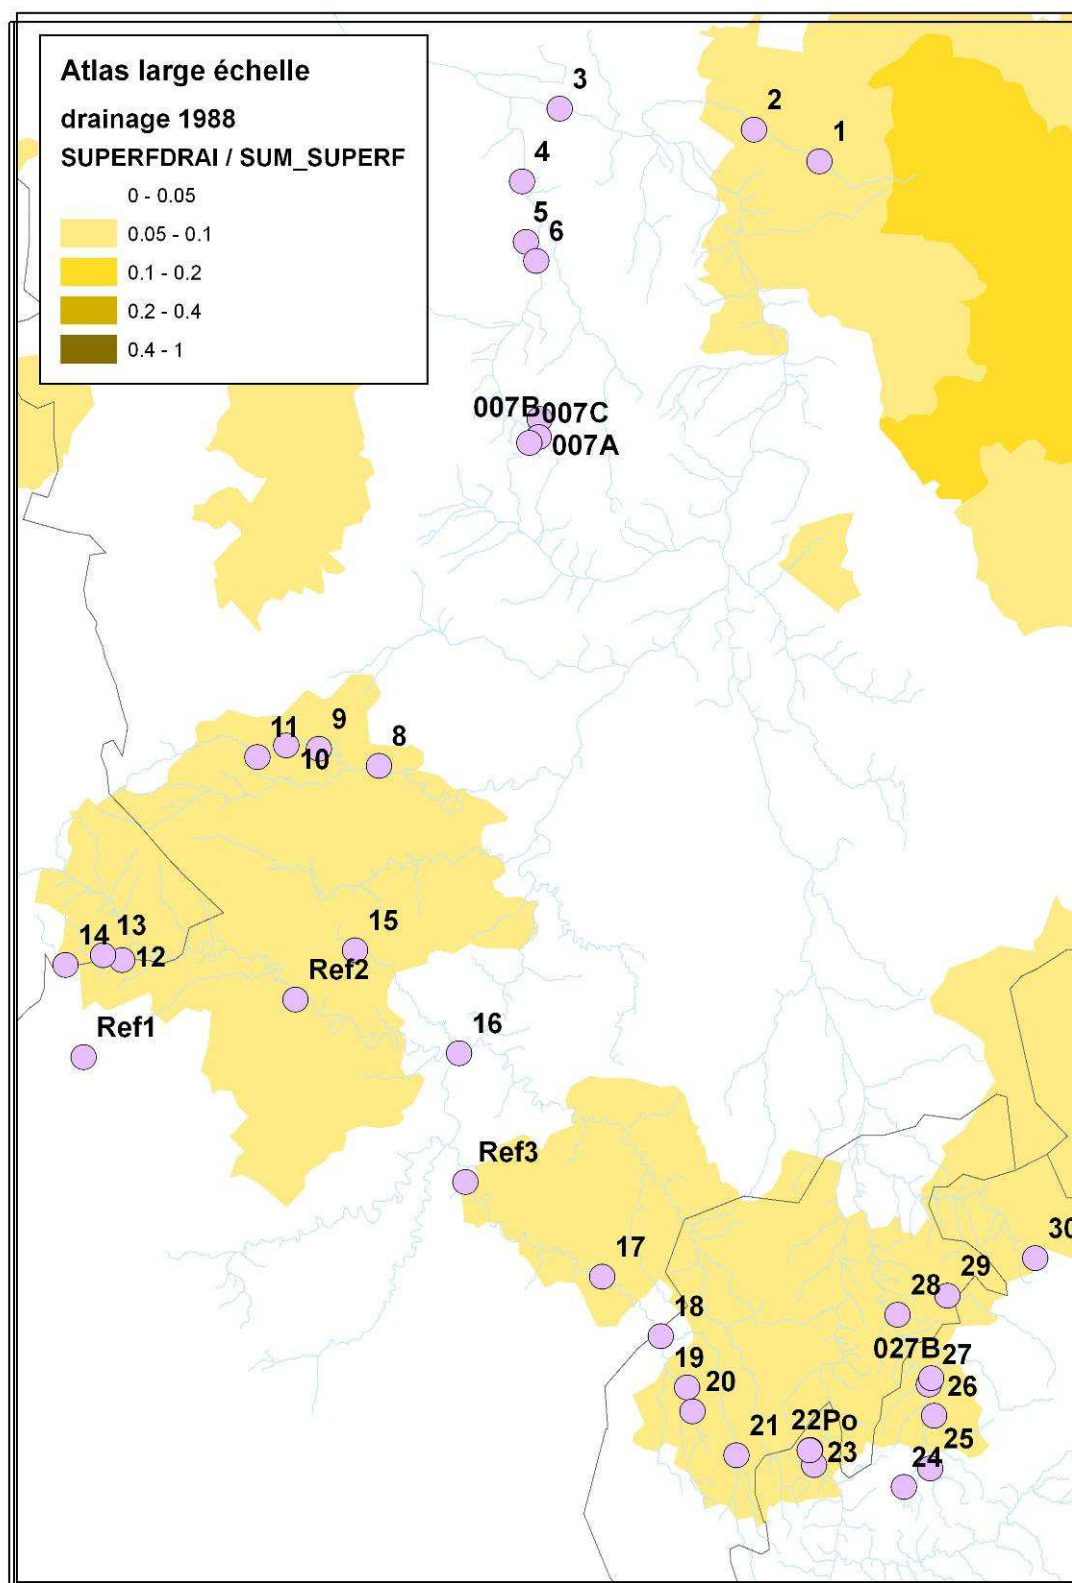 Atlas large échelle
drainage 1988
SUPERFDRAI / SUM_SUPERF
0 - 0.05
0.05 - 0.1
0.1 - 0.2
0.2 - 0.4
0.4 - 1
3
2
1
4
5
6
007B 007C
007A
11 9
10 8
14 13
12
15
Ref2
Ref1
16
Ref3
17
18
19
20
21
22Po
23
24
25
26
27
027B
28
29
30